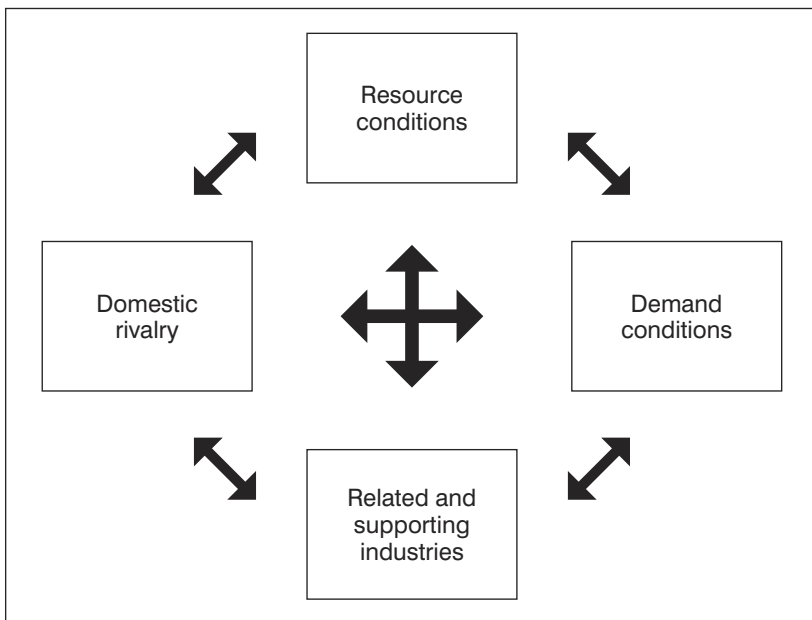 Resource
conditions
Domestic
rivalry
Demand
conditions
Related and
supporting
industries